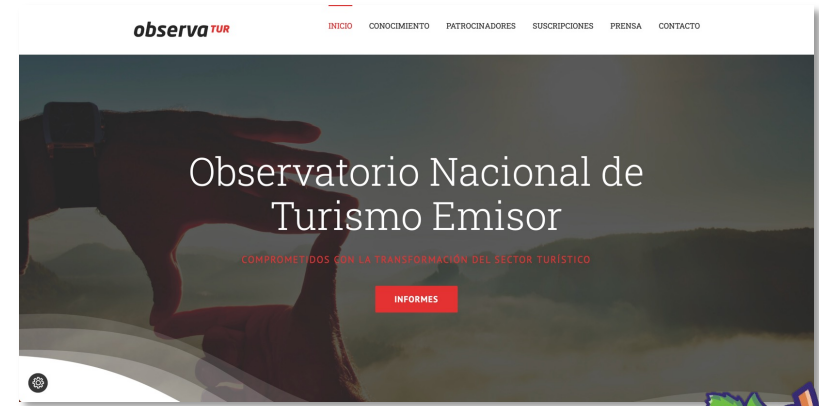 observaTUR
INICIO CONOCIMIENTO PATROCINADORES SUSCRIPCIONES PRENSA CONTACTO
Observatorio Nacional de
Turismo Emisor
COMPROMETIDOS CON LA TRANSFORMACIÓN DEL SECTOR TURÍSTICO
INFORMES